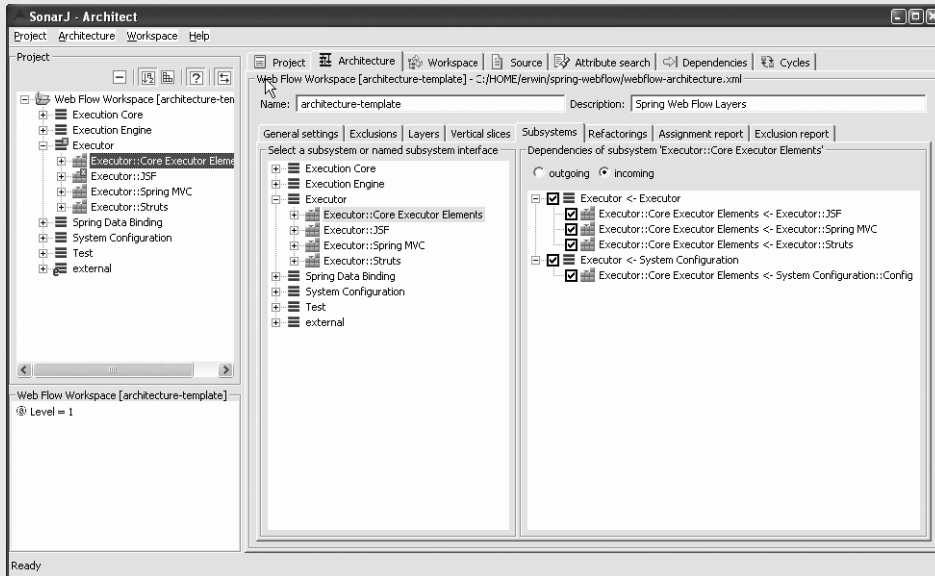 SonarJ - Architect
Project Architecture Workspace Help
Project
Web Flow Workspace [architecture-ten
Execution Core
Execution Engine
Executor
Executor::Core Executor Eleme
Executor::JSF
Executor::Spring MVC
Executor::Struts
Spring Data Binding
System Configuration
Test
external
Web Flow Workspace [architecture-template]
Level = 1
Project Architecture Workspace Source Attribute search Dependencies Cycles
Web Flow Workspace [architecture-template] - C:/HOME/erwin/spring-webflow/webflow-architecture.xml
Name: architecture-template Description: Spring Web Flow Layers
General settings Exclusions Layers Vertical slices Subsystems Refactorings Assignment report Exclusion report
Select a subsystem or named subsystem interface
Execution Core
Execution Engine
Executor
Executor::Core Executor Elements
Executor::JSF
Executor::Spring MVC
Executor::Struts
Spring Data Binding
System Configuration
Test
external
Dependencies of subsystem 'Executor::Core Executor Elements'
outgoing incoming
Executor <- Executor
Executor::Core Executor Elements <- Executor::JSF
Executor::Core Executor Elements <- Executor::Spring MVC
Executor::Core Executor Elements <- Executor::Struts
Executor <- System Configuration
Executor::Core Executor Elements <- System Configuration::Config
Ready